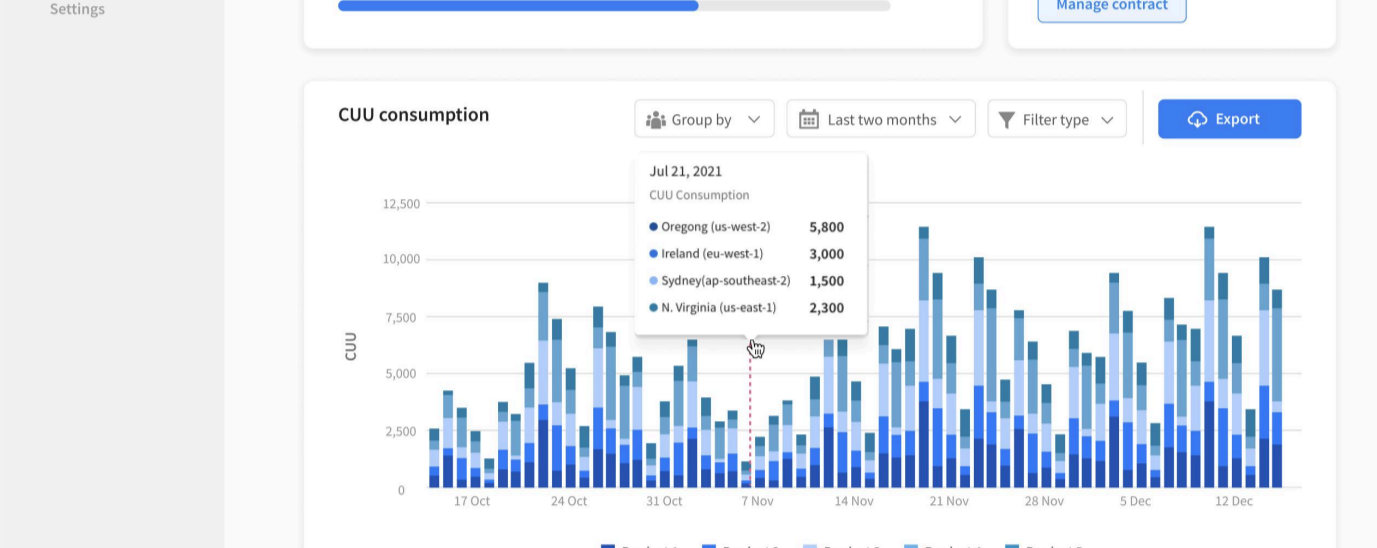 Settings
Manage contract
CUU consumption
Group by
Last two months
Filter type
Export
Jul 21, 2021
CUU Consumption
Oregong (us-west-2) 5,800
Ireland (eu-west-1) 3,000
Sydney(ap-southeast-2) 1,500
N. Virginia (us-east-1) 2,300
CUU
12,500
10,000
7,500
5,000
2,500
0
17 Oct 24 Oct 31 Oct 7 Nov 14 Nov 21 Nov 28 Nov 5 Dec 12 Dec